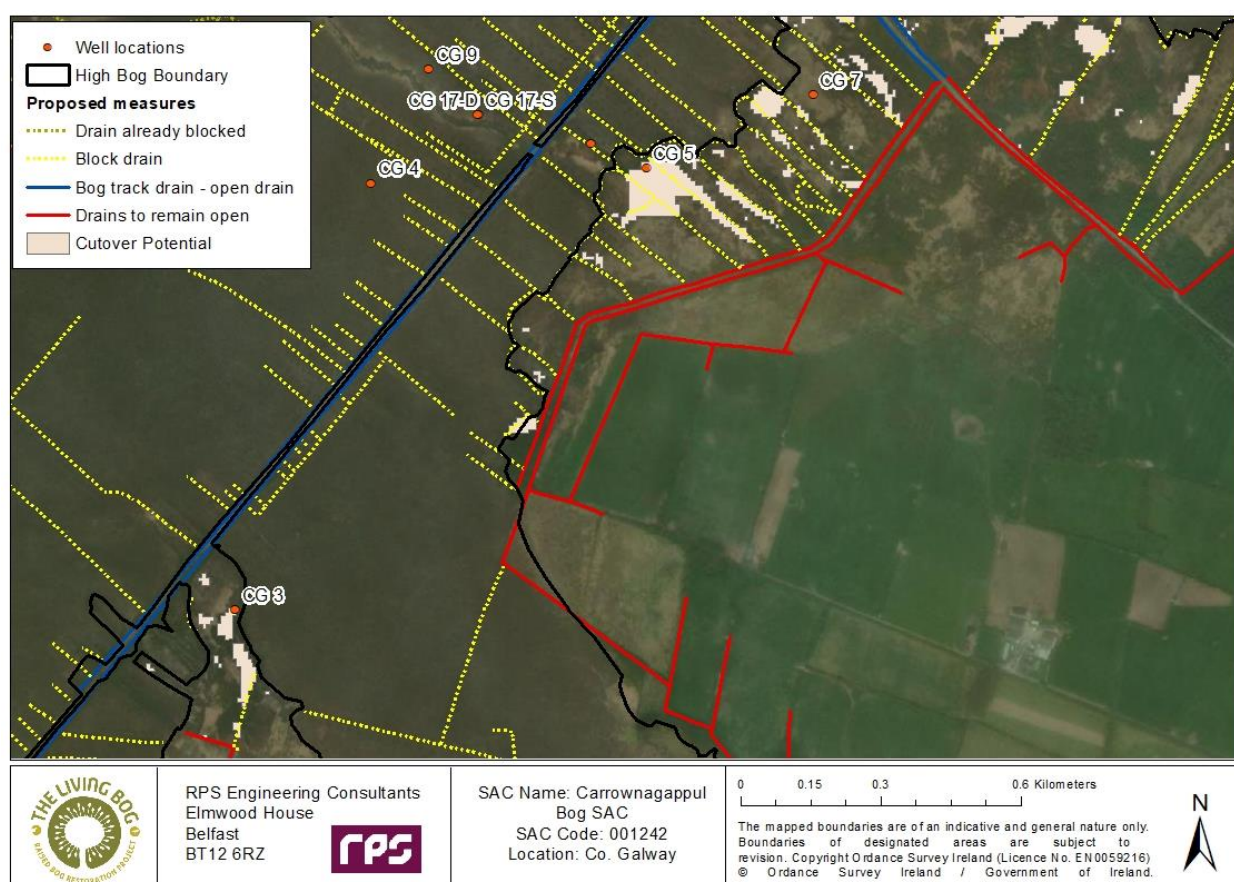 Well locations
High Bog Boundary
Proposed measures
Drain already blocked
Block drain
Bog track drain - open drain
Drains to remain open
Cutover Potential
CG 9
CG 17-D CG 17-S
CG 7
CG 5
CG 4
CG 3
THE LIVING BOG
RAISED BOG RESTORATION PROJECT
RPS Engineering Consultants
Elmwood House
Belfast
BT12 6RZ
rps
SAC Name: Carrownagappul
Bog SAC
SAC Code: 001242
Location: Co. Galway
0 0.15 0.3 0.6 Kilometers
The mapped boundaries are of an indicative and general nature only.
Boundaries of designated areas are subject to
revision. Copyright Ordance Survey Ireland (Licence No. EN0059216)
© Ordance Survey Ireland / Government of Ireland.
N